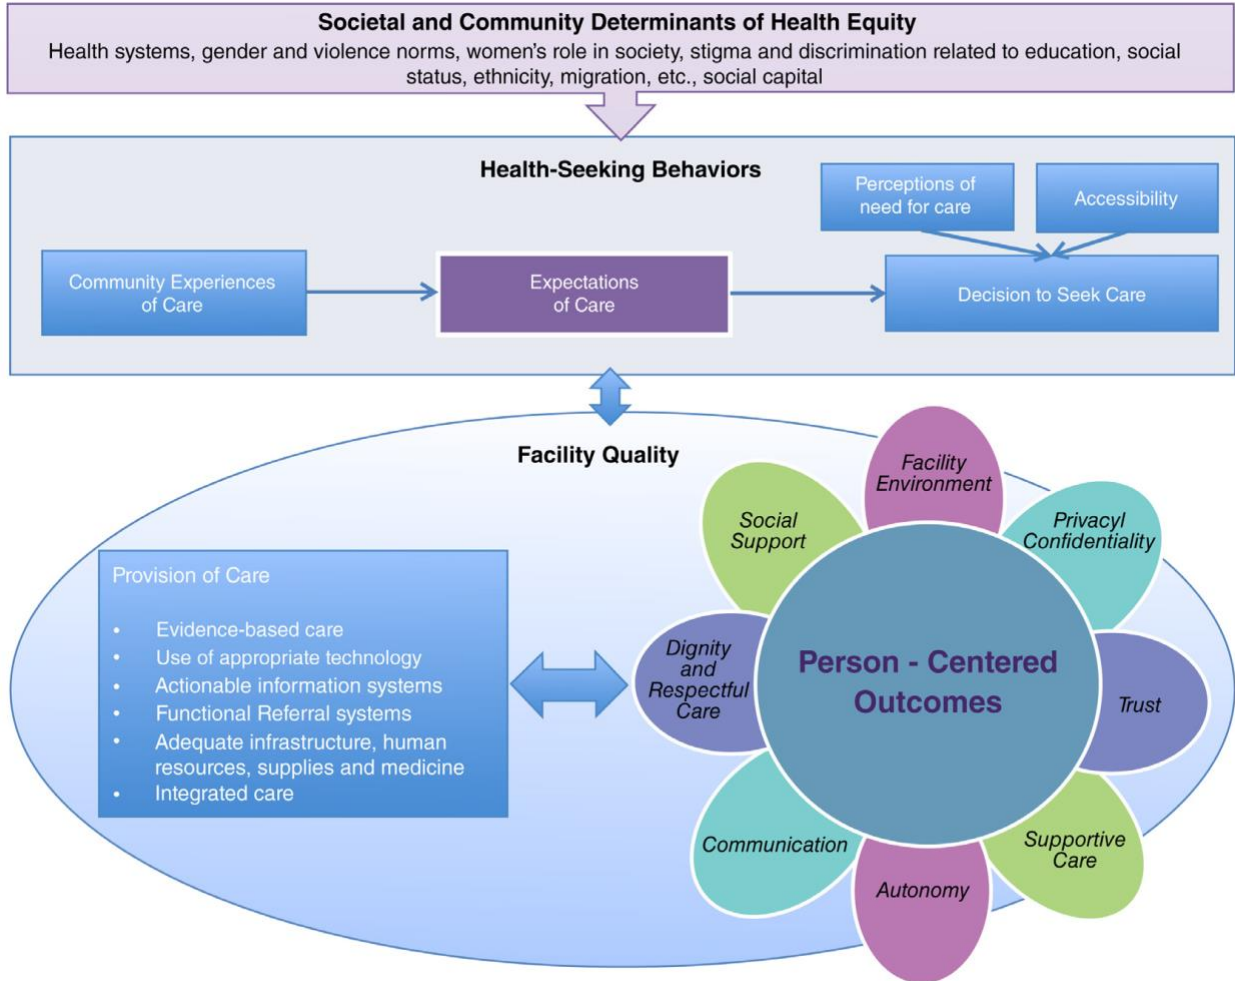 Societal and Community Determinants of Health Equity
Health systems, gender and violence norms, women’s role in society, stigma and discrimination related to education, social
status, ethnicity, migration, etc., social capital
Health-Seeking Behaviors
Perceptions of
need for care
Accessibility
Community Experiences
of Care
Expectations
of Care
Decision to Seek Care
Facility Quality
Provision of Care
• Evidence-based care
• Use of appropriate technology
• Actionable information systems
• Functional Referral systems
• Adequate infrastructure, human
resources, supplies and medicine
• Integrated care
Facility
Environment
Privacyl
Confidentiality
Trust
Supportive
Care
Autonomy
Communication
Dignity
and
Respectful
Care
Social
Support
Person - Centered
Outcomes